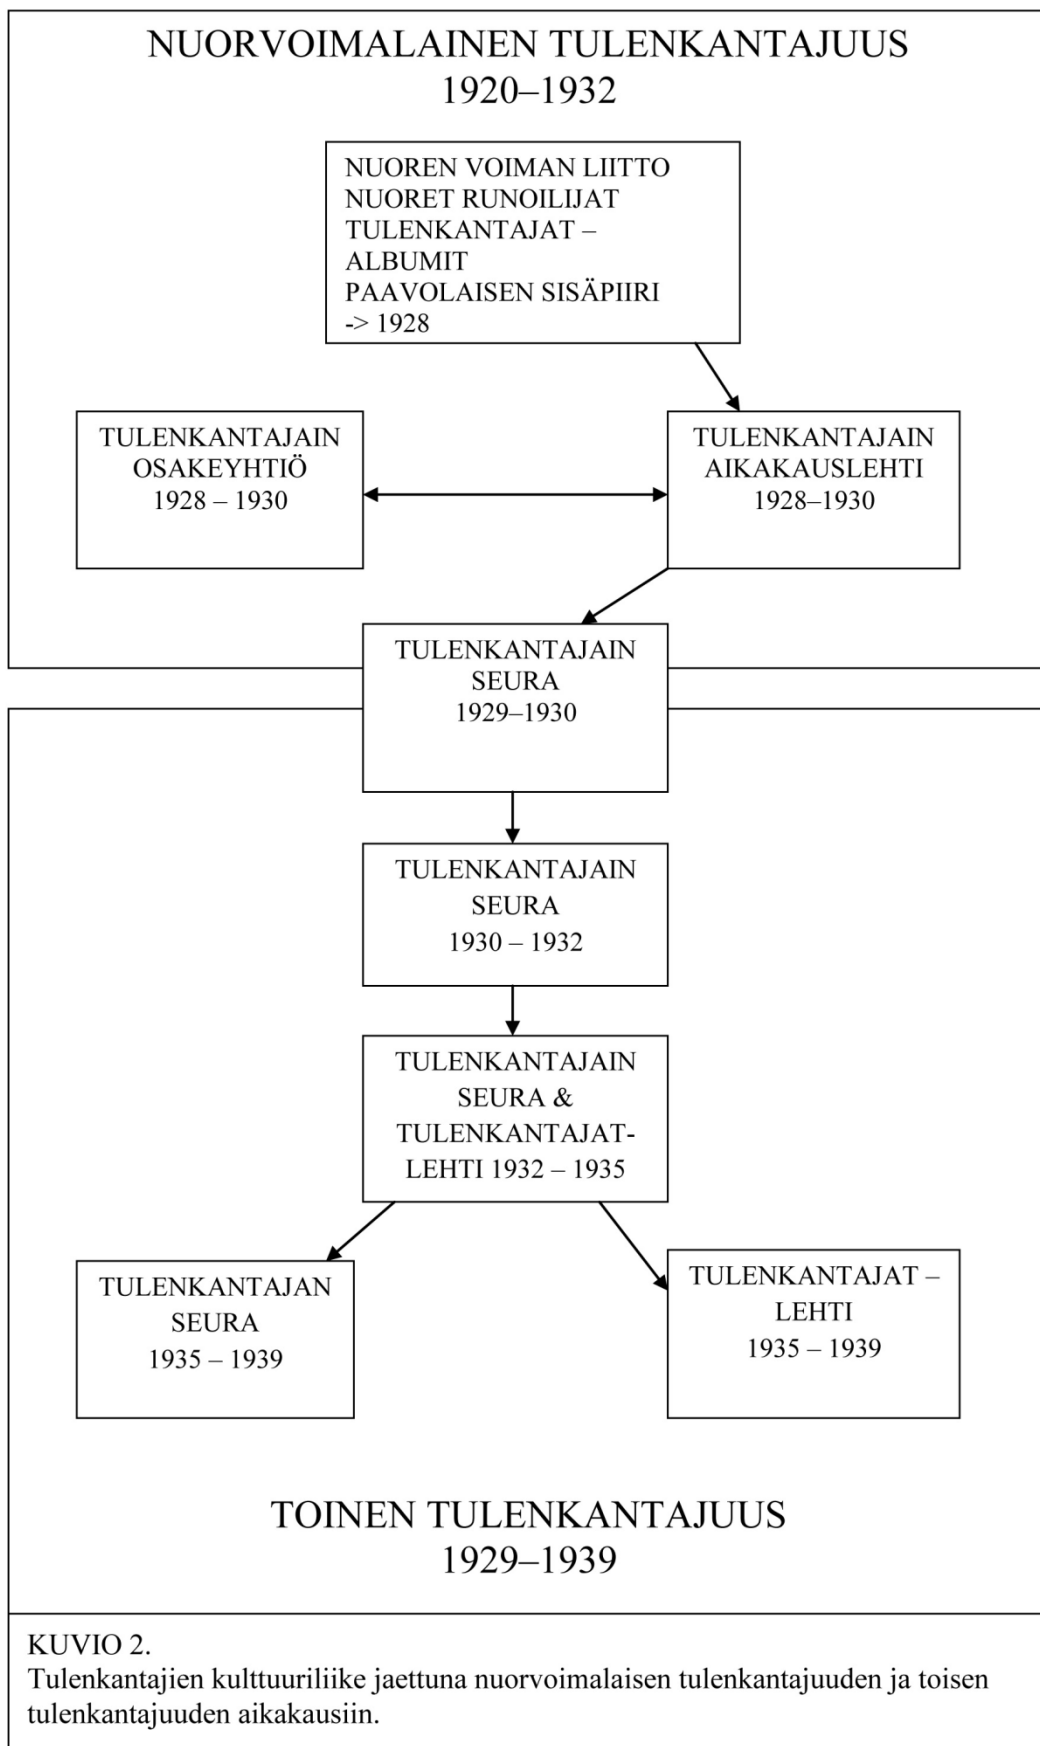 NUORVOIMALAINEN TULENKANTAJUUS
1920–1932
NUOREN VOIMAN LIITTO
NUORET RUNOILIJAT
TULENKANTAJAT –
ALBUMIT
PAAVOLAISEN SISÄPIIRI
-> 1928
TULENKANTAJAIN
OSAKEYHTIÖ
1928 – 1930
TULENKANTAJAIN
AIKAKAUSLEHTI
1928–1930
TULENKANTAJAIN
SEURA
1929–1930
TULENKANTAJAIN
SEURA
1930 – 1932
TULENKANTAJAIN
SEURA &
TULENKANTAJAT-
LEHTI 1932 – 1935
TULENKANTAJAN
SEURA
1935 – 1939
TULENKANTAJAT –
LEHTI
1935 – 1939
TOINEN TULENKANTAJUUS
1929–1939
KUVIO 2.
Tulenkantajien kulttuuriliike jaettuna nuorvoimalaisen tulenkantajuuden ja toisen
tulenkantajuuden aikakausiin.